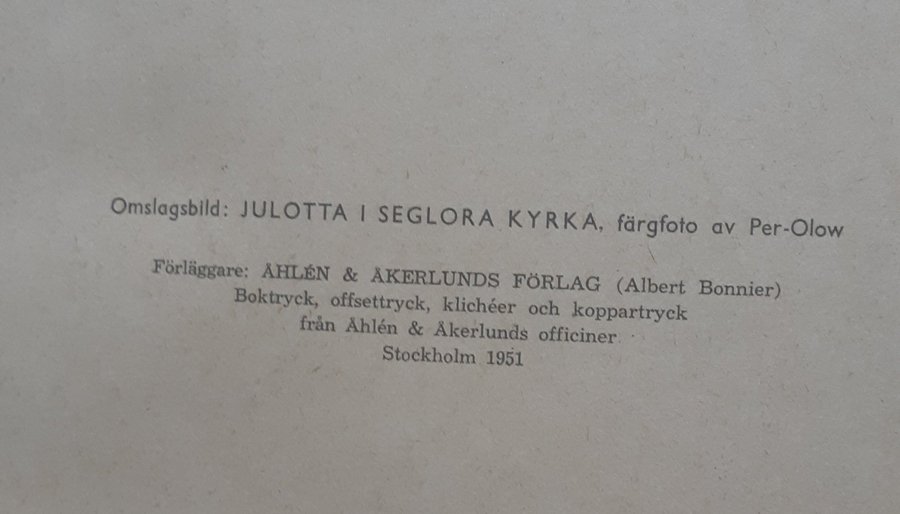 Omslagsbild: JULOTTA I SEGLORA KYRKA, färgfoto av Per-Olow
Förläggare: ÅHLÉN & ÅKERLUNDS FÖRLAG (Albert Bonnier)
Boktryck, offsettryck, klichéer och koppartryck
från Åhlén & Åkerlunds officiner
Stockholm 1951